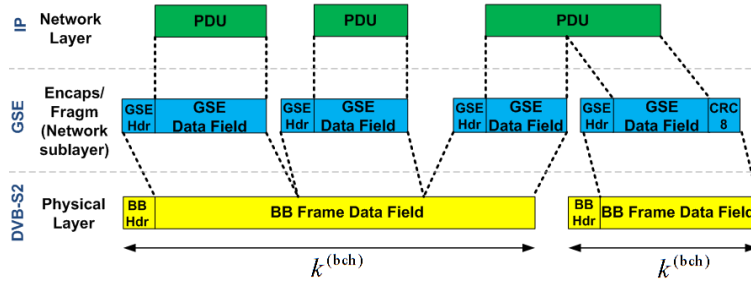 IP
Network
Layer
PDU
PDU
PDU
GSE
Encaps/
Fragm
(Network
sublayer)
GSE
Hdr
GSE
Data Field
GSE
Hdr
GSE
Data Field
GSE
Hdr
GSE
Data Field
GSE
Hdr
GSE
Data Field
CRC
8
DVB-S2
Physical
Layer
BB
Hdr
BB Frame Data Field
BB
Hdr
BB Frame Data Field
k(bch)
k(bch)